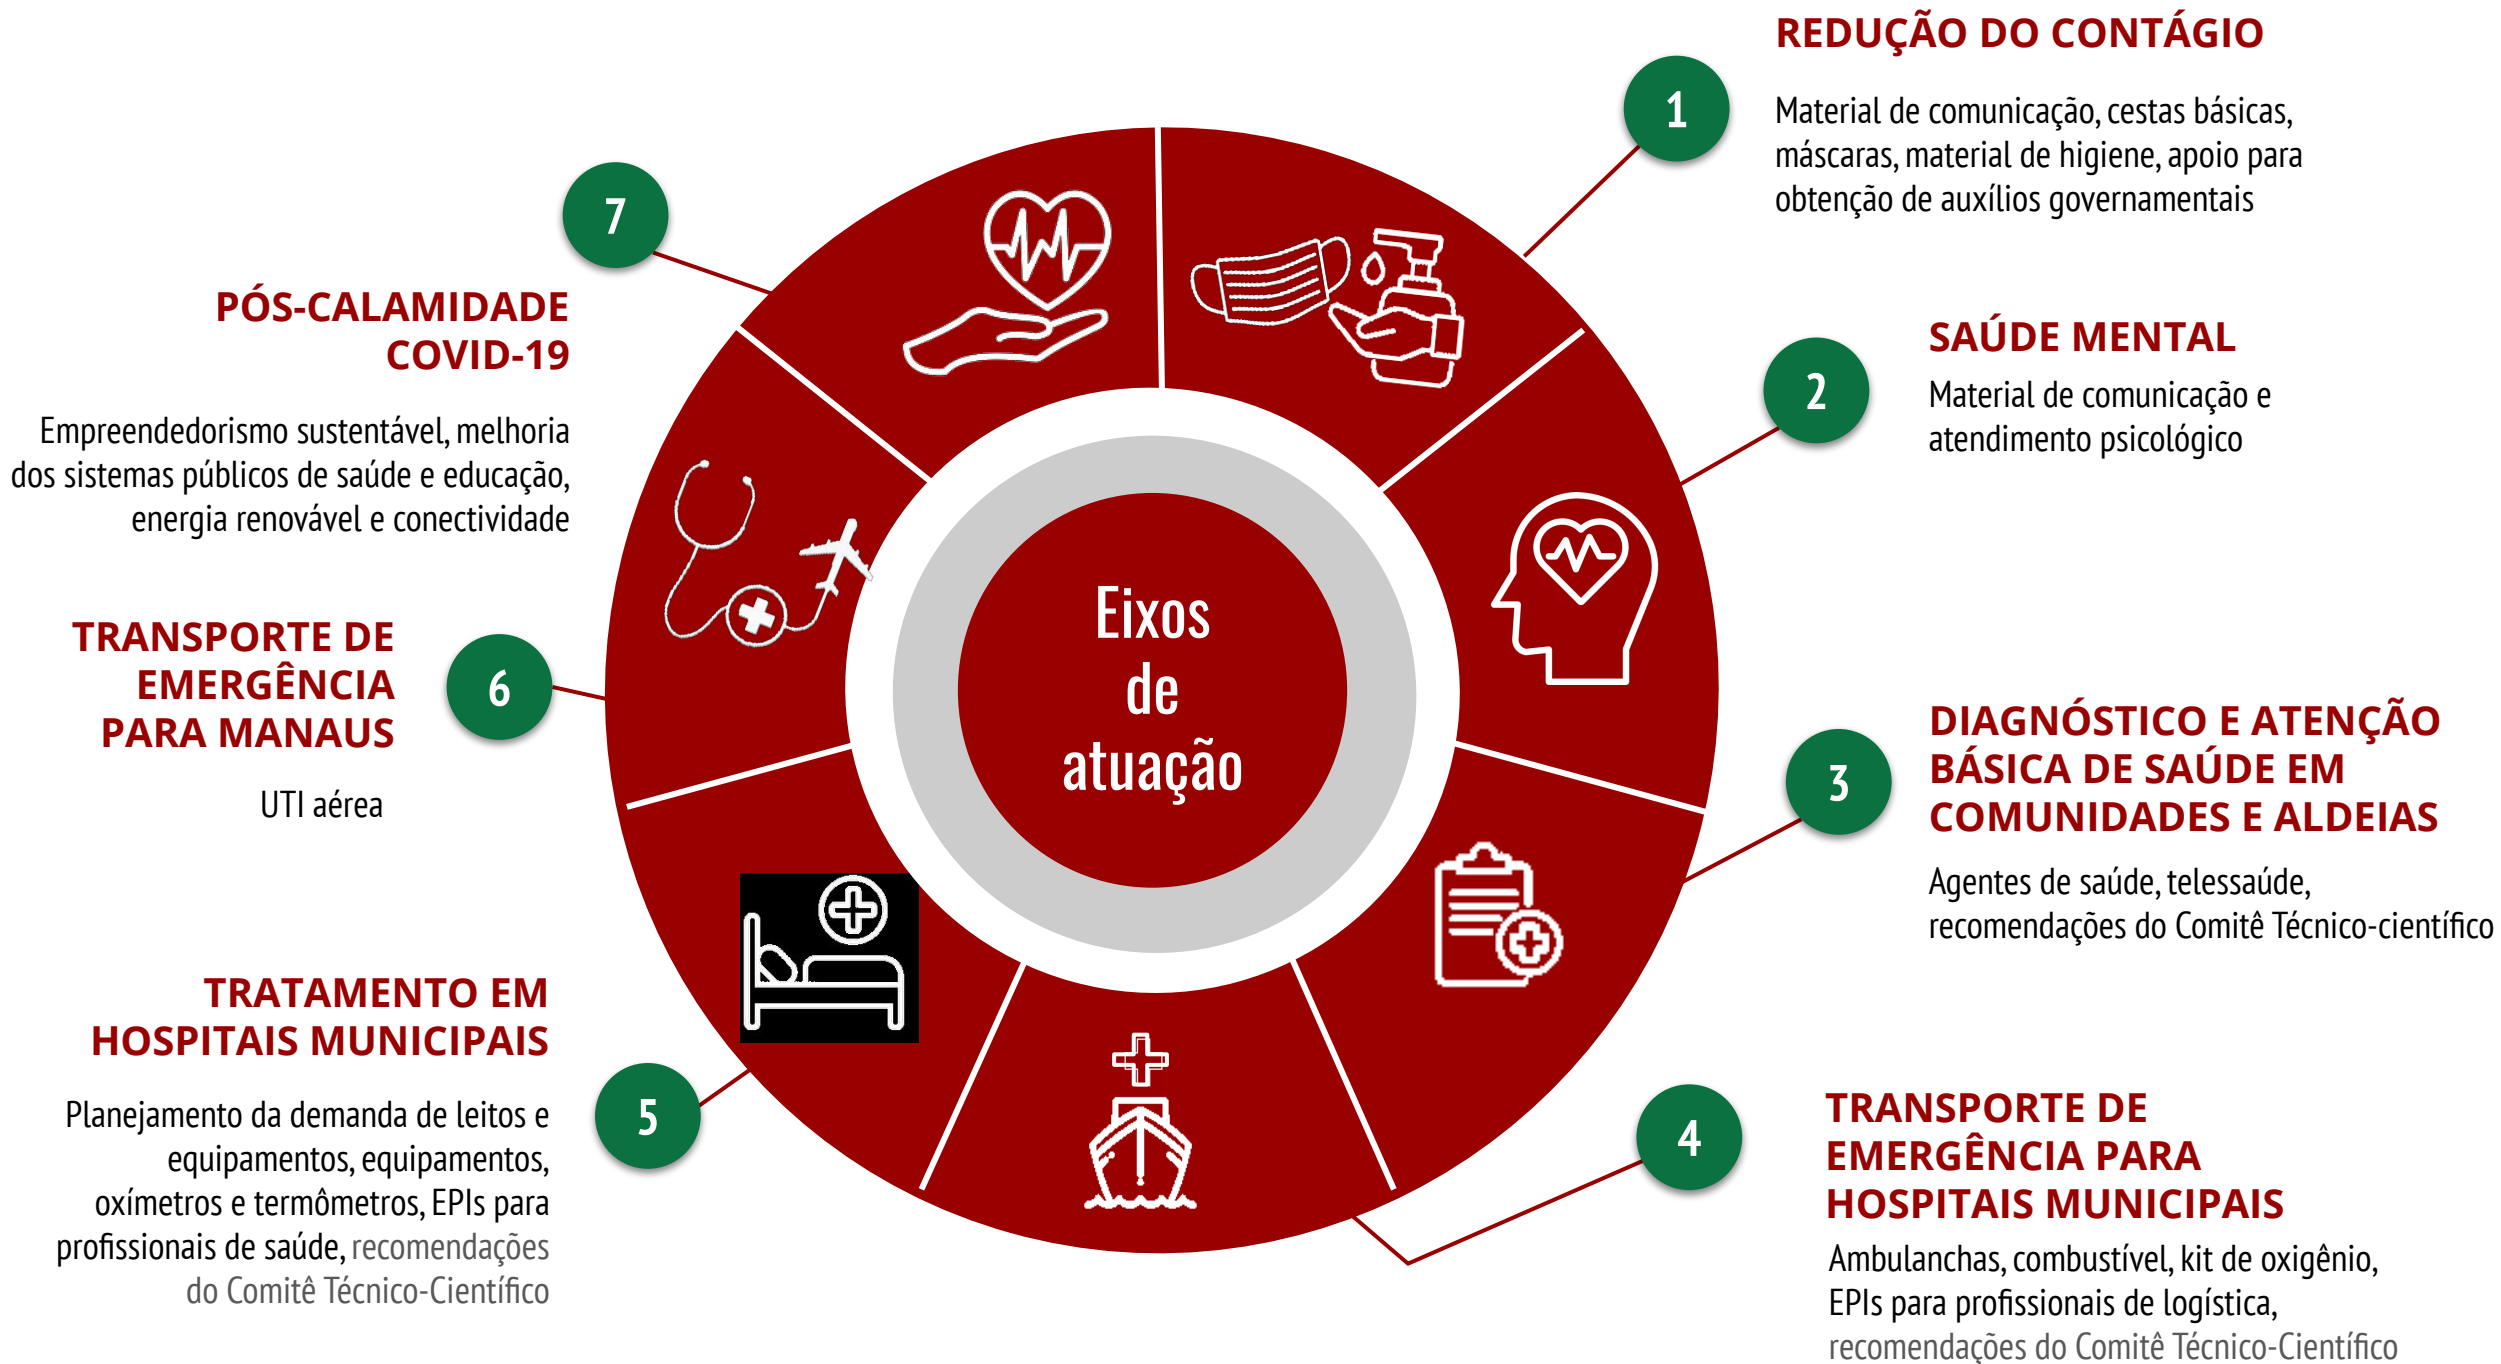 Eixos
de
atuação
1
REDUÇÃO DO CONTÁGIO
Material de comunicação, cestas básicas,
máscaras, material de higiene, apoio para
obtenção de auxílios governamentais
2
SAÚDE MENTAL
Material de comunicação e
atendimento psicológico
3
DIAGNÓSTICO E ATENÇÃO
BÁSICA DE SAÚDE EM
COMUNIDADES E ALDEIAS
Agentes de saúde, telessaúde,
recomendações do Comitê Técnico-científico
4
TRANSPORTE DE
EMERGÊNCIA PARA
HOSPITAIS MUNICIPAIS
Ambulanchas, combustível, kit de oxigênio,
EPIs para profissionais de logística,
recomendações do Comitê Técnico-Científico
5
TRATAMENTO EM
HOSPITAIS MUNICIPAIS
Planejamento da demanda de leitos e
equipamentos, equipamentos,
oxímetros e termômetros, EPIs para
profissionais de saúde, recomendações
do Comitê Técnico-Científico
6
TRANSPORTE DE
EMERGÊNCIA
PARA MANAUS
UTI aérea
7
PÓS-CALAMIDADE
COVID-19
Empreendedorismo sustentável, melhoria
dos sistemas públicos de saúde e educação,
energia renovável e conectividade